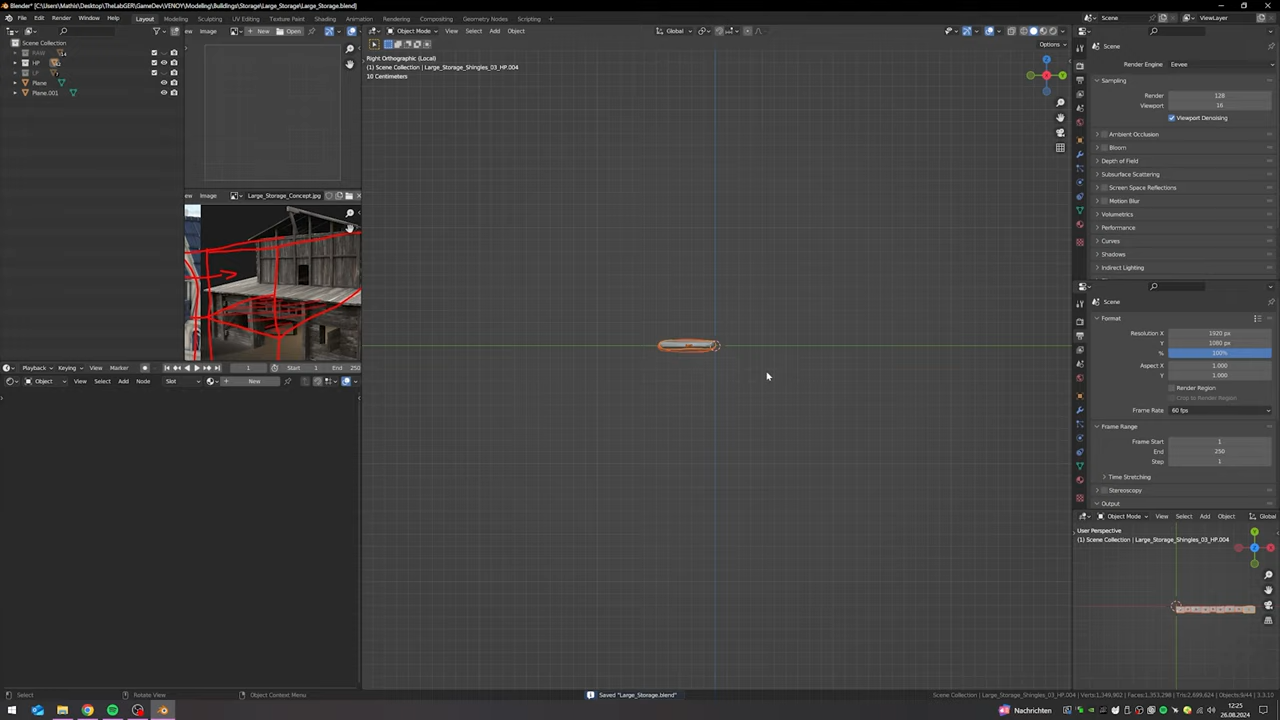 Blender* [C:\Users\Mathis\Desktop\TheLabGER\GameDev\VENOY\Modeling\Buildings\Storage\Large_Storage\Large_Storage.blend]
File Edit Render Window Help
Layout Modeling Sculpting UV Editing Texture Paint Shading Animation Rendering Compositing Geometry Nodes Scripting
Scene
ViewLayer
Scene Collection
RAW
HP
LP
Plane
Plane.001
Image
New
Open
Image
Large_Storage_Concept.jpg
Playback Keying View Marker
1
Start 1
End 250
Object
View Select Add Node
Slot
New
Object Mode View Select Add Object
Global
Options
Right Orthographic (Local)
(1) Scene Collection | Large_Storage_Shingles_03_HP.004
10 Centimeters
Scene
Render Engine Eevee
Sampling
Render 128
Viewport 16
Viewport Denoising
Ambient Occlusion
Bloom
Depth of Field
Subsurface Scattering
Screen Space Reflections
Motion Blur
Volumetrics
Performance
Curves
Shadows
Indirect Lighting
Scene
Format
Resolution X 1920 px
Y 1080 px
% 100%
Aspect X 1.000
Y 1.000
Render Region
Crop to Render Region
Frame Rate 60 fps
Frame Range
Frame Start 1
End 250
Step 1
Time Stretching
Stereoscopy
Output
Object Mode View Select Add Object Global
User Perspective
(1) Scene Collection | Large_Storage_Shingles_03_HP.004
Select
Rotate View
Object Context Menu
Saved "Large_Storage.blend"
Scene Collection | Large_Storage_Shingles_03_HP.004 | Verts:1,349,902 | Faces:1,353,298 | Tris:2,699,624 | Objects:9/44 | 3.3.10
Nachrichten
12:25
26.08.2024